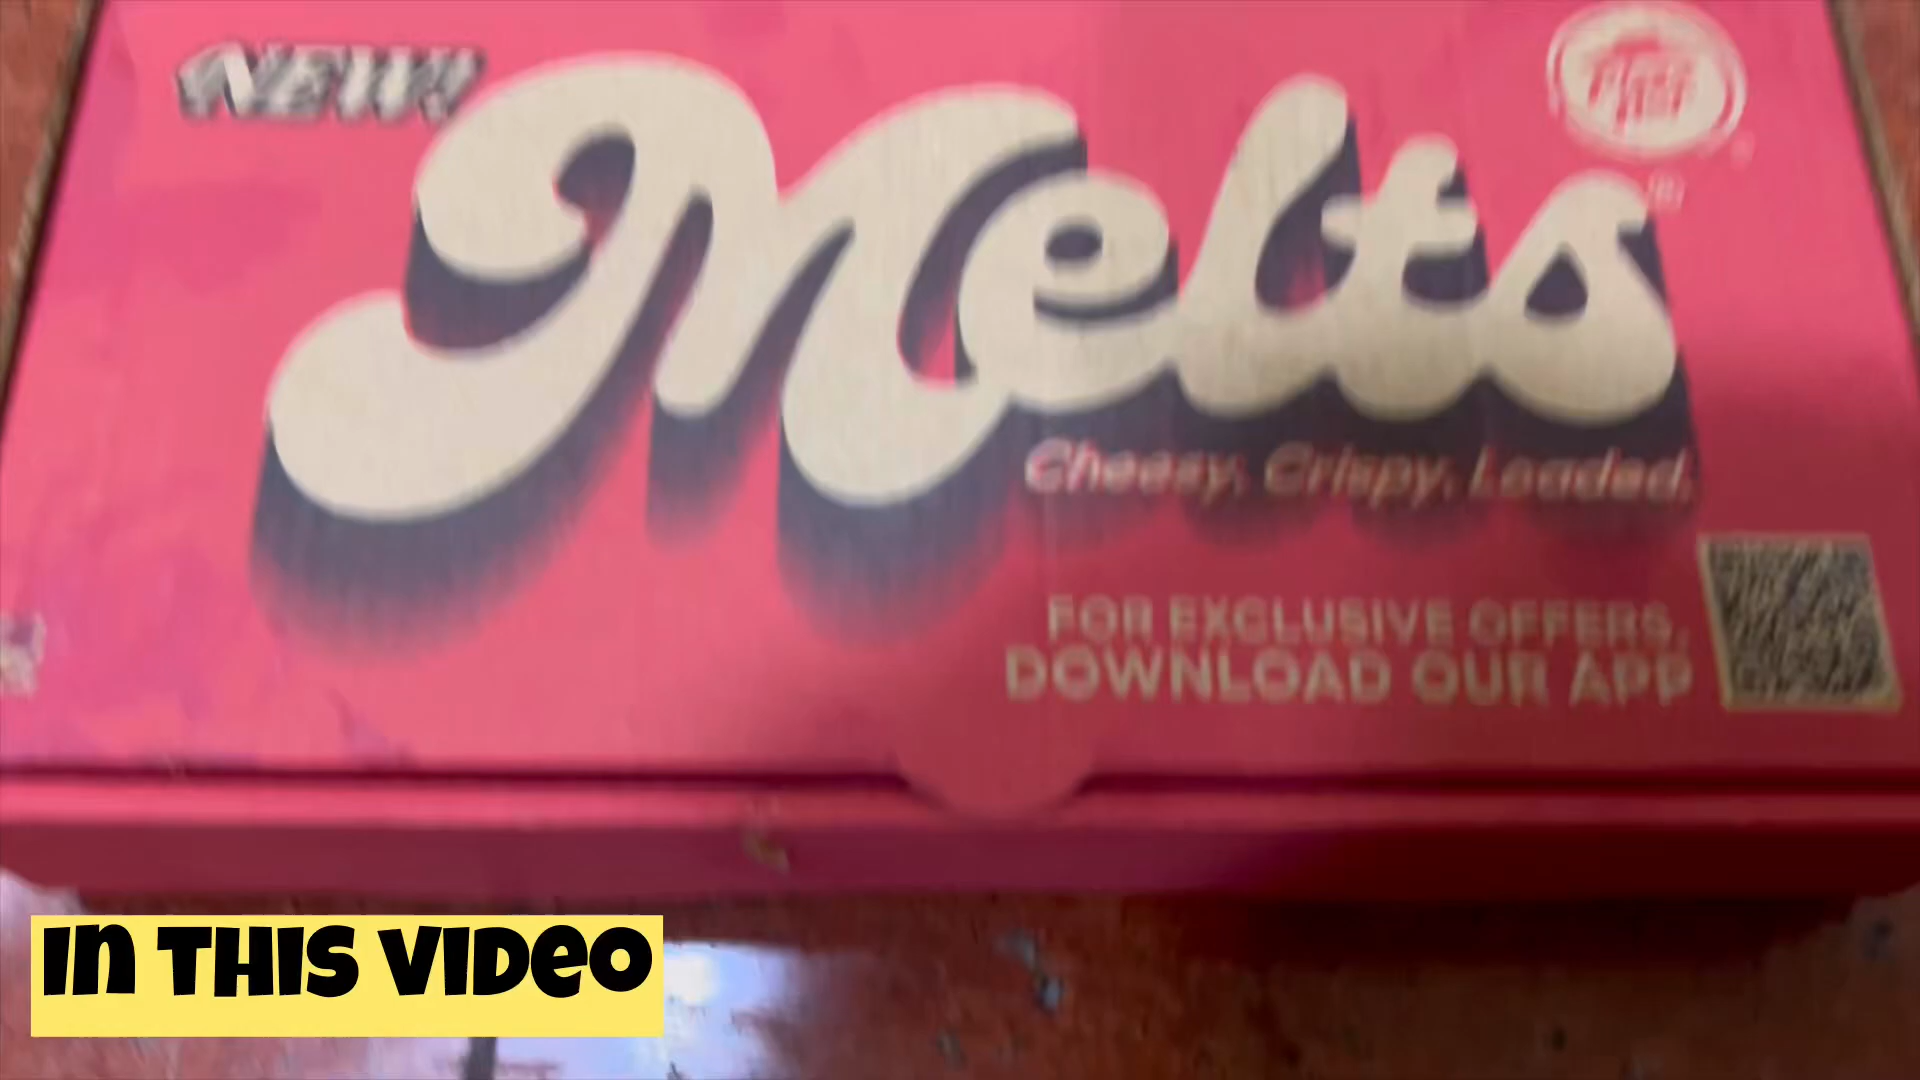 NEW!
Melts
Cheesy. Crispy. Loaded.
FOR EXCLUSIVE OFFERS,
DOWNLOAD OUR APP
In THIS VIDeo